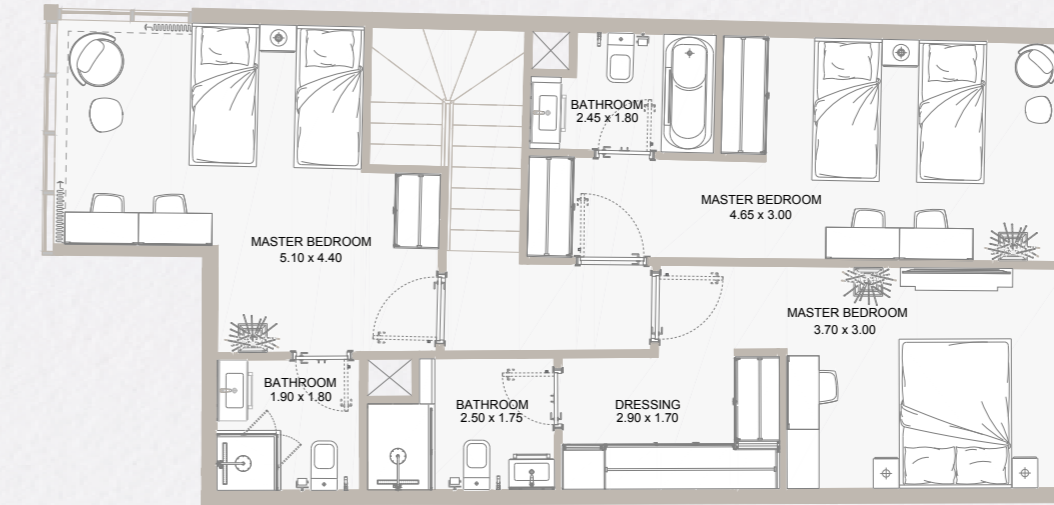 BATHROOM
2.45 x 1.80
MASTER BEDROOM
4.65 x 3.00
MASTER BEDROOM
5.10 x 4.40
MASTER BEDROOM
3.70 x 3.00
BATHROOM
1.90 x 1.80
BATHROOM
2.50 x 1.75
DRESSING
2.90 x 1.70